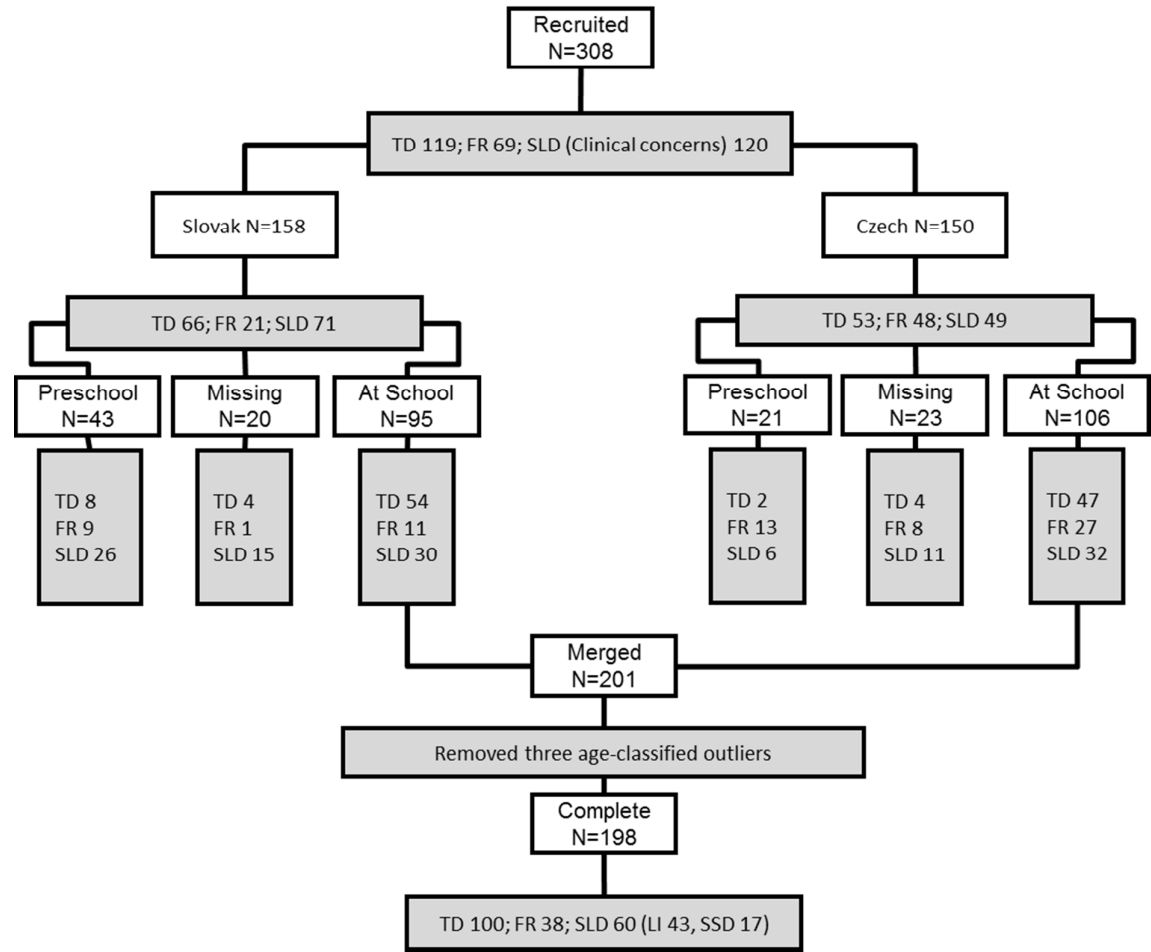 Recruited
N=308
TD 119; FR 69; SLD (Clinical concerns) 120
Slovak N=158
Czech N=150
TD 66; FR 21; SLD 71
TD 53; FR 48; SLD 49
Preschool
N=43
Missing
N=20
At School
N=95
Preschool
N=21
Missing
N=23
At School
N=106
TD 8
FR 9
SLD 26
TD 4
FR 1
SLD 15
TD 54
FR 11
SLD 30
TD 2
FR 13
SLD 6
TD 4
FR 8
SLD 11
TD 47
FR 27
SLD 32
Merged
N=201
Removed three age-classified outliers
Complete
N=198
TD 100; FR 38; SLD 60 (LI 43, SSD 17)